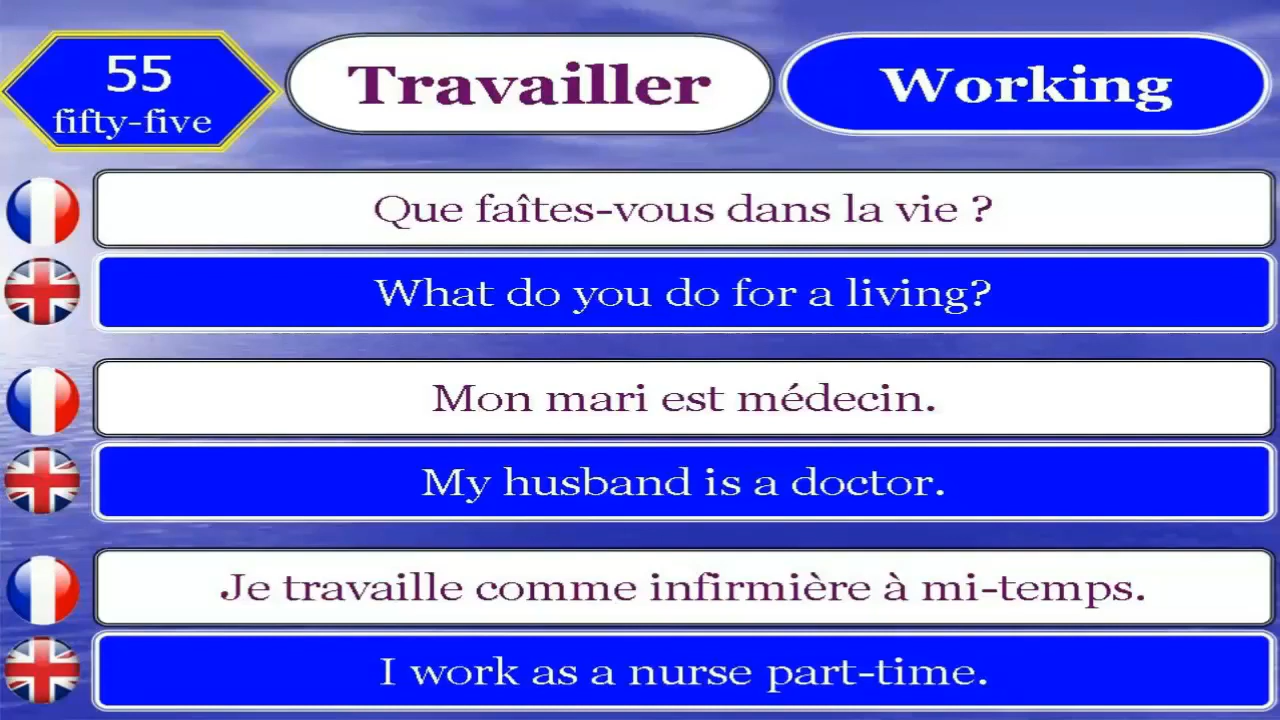 55
fifty-five
Travailler
Working
Que faîtes-vous dans la vie ?
What do you do for a living?
Mon mari est médecin.
My husband is a doctor.
Je travaille comme infirmière à mi-temps.
I work as a nurse part-time.